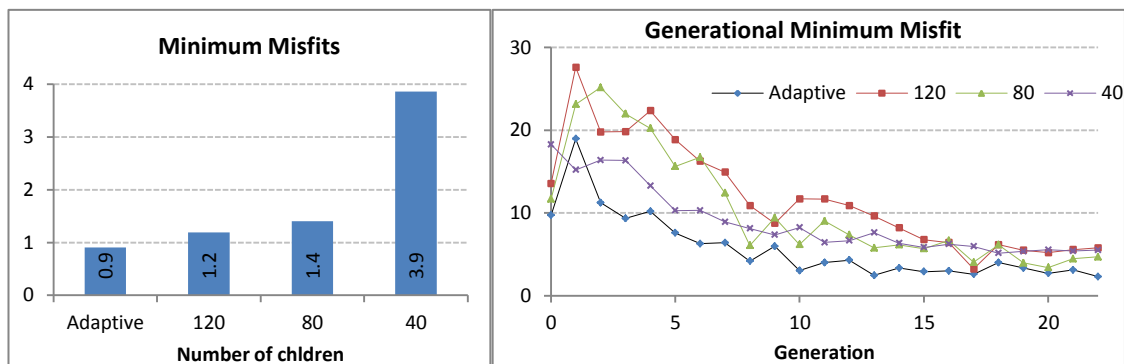 Minimum Misfits
4
3
2
1
0
0.9
1.2
1.4
3.9
Adaptive 120 80 40
Number of chldren
Generational Minimum Misfit
30
20
10
0
Adaptive 120 80 40
0 5 10 15 20
Generation